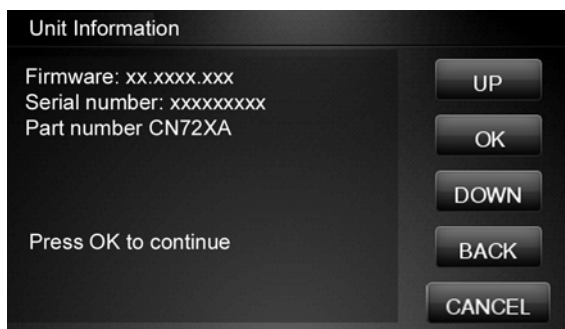 Unit Information
Firmware: xx.xxxx.xxx
Serial number: xxxxxxxxx
Part number CN72XA
Press OK to continue
UP
OK
DOWN
BACK
CANCEL